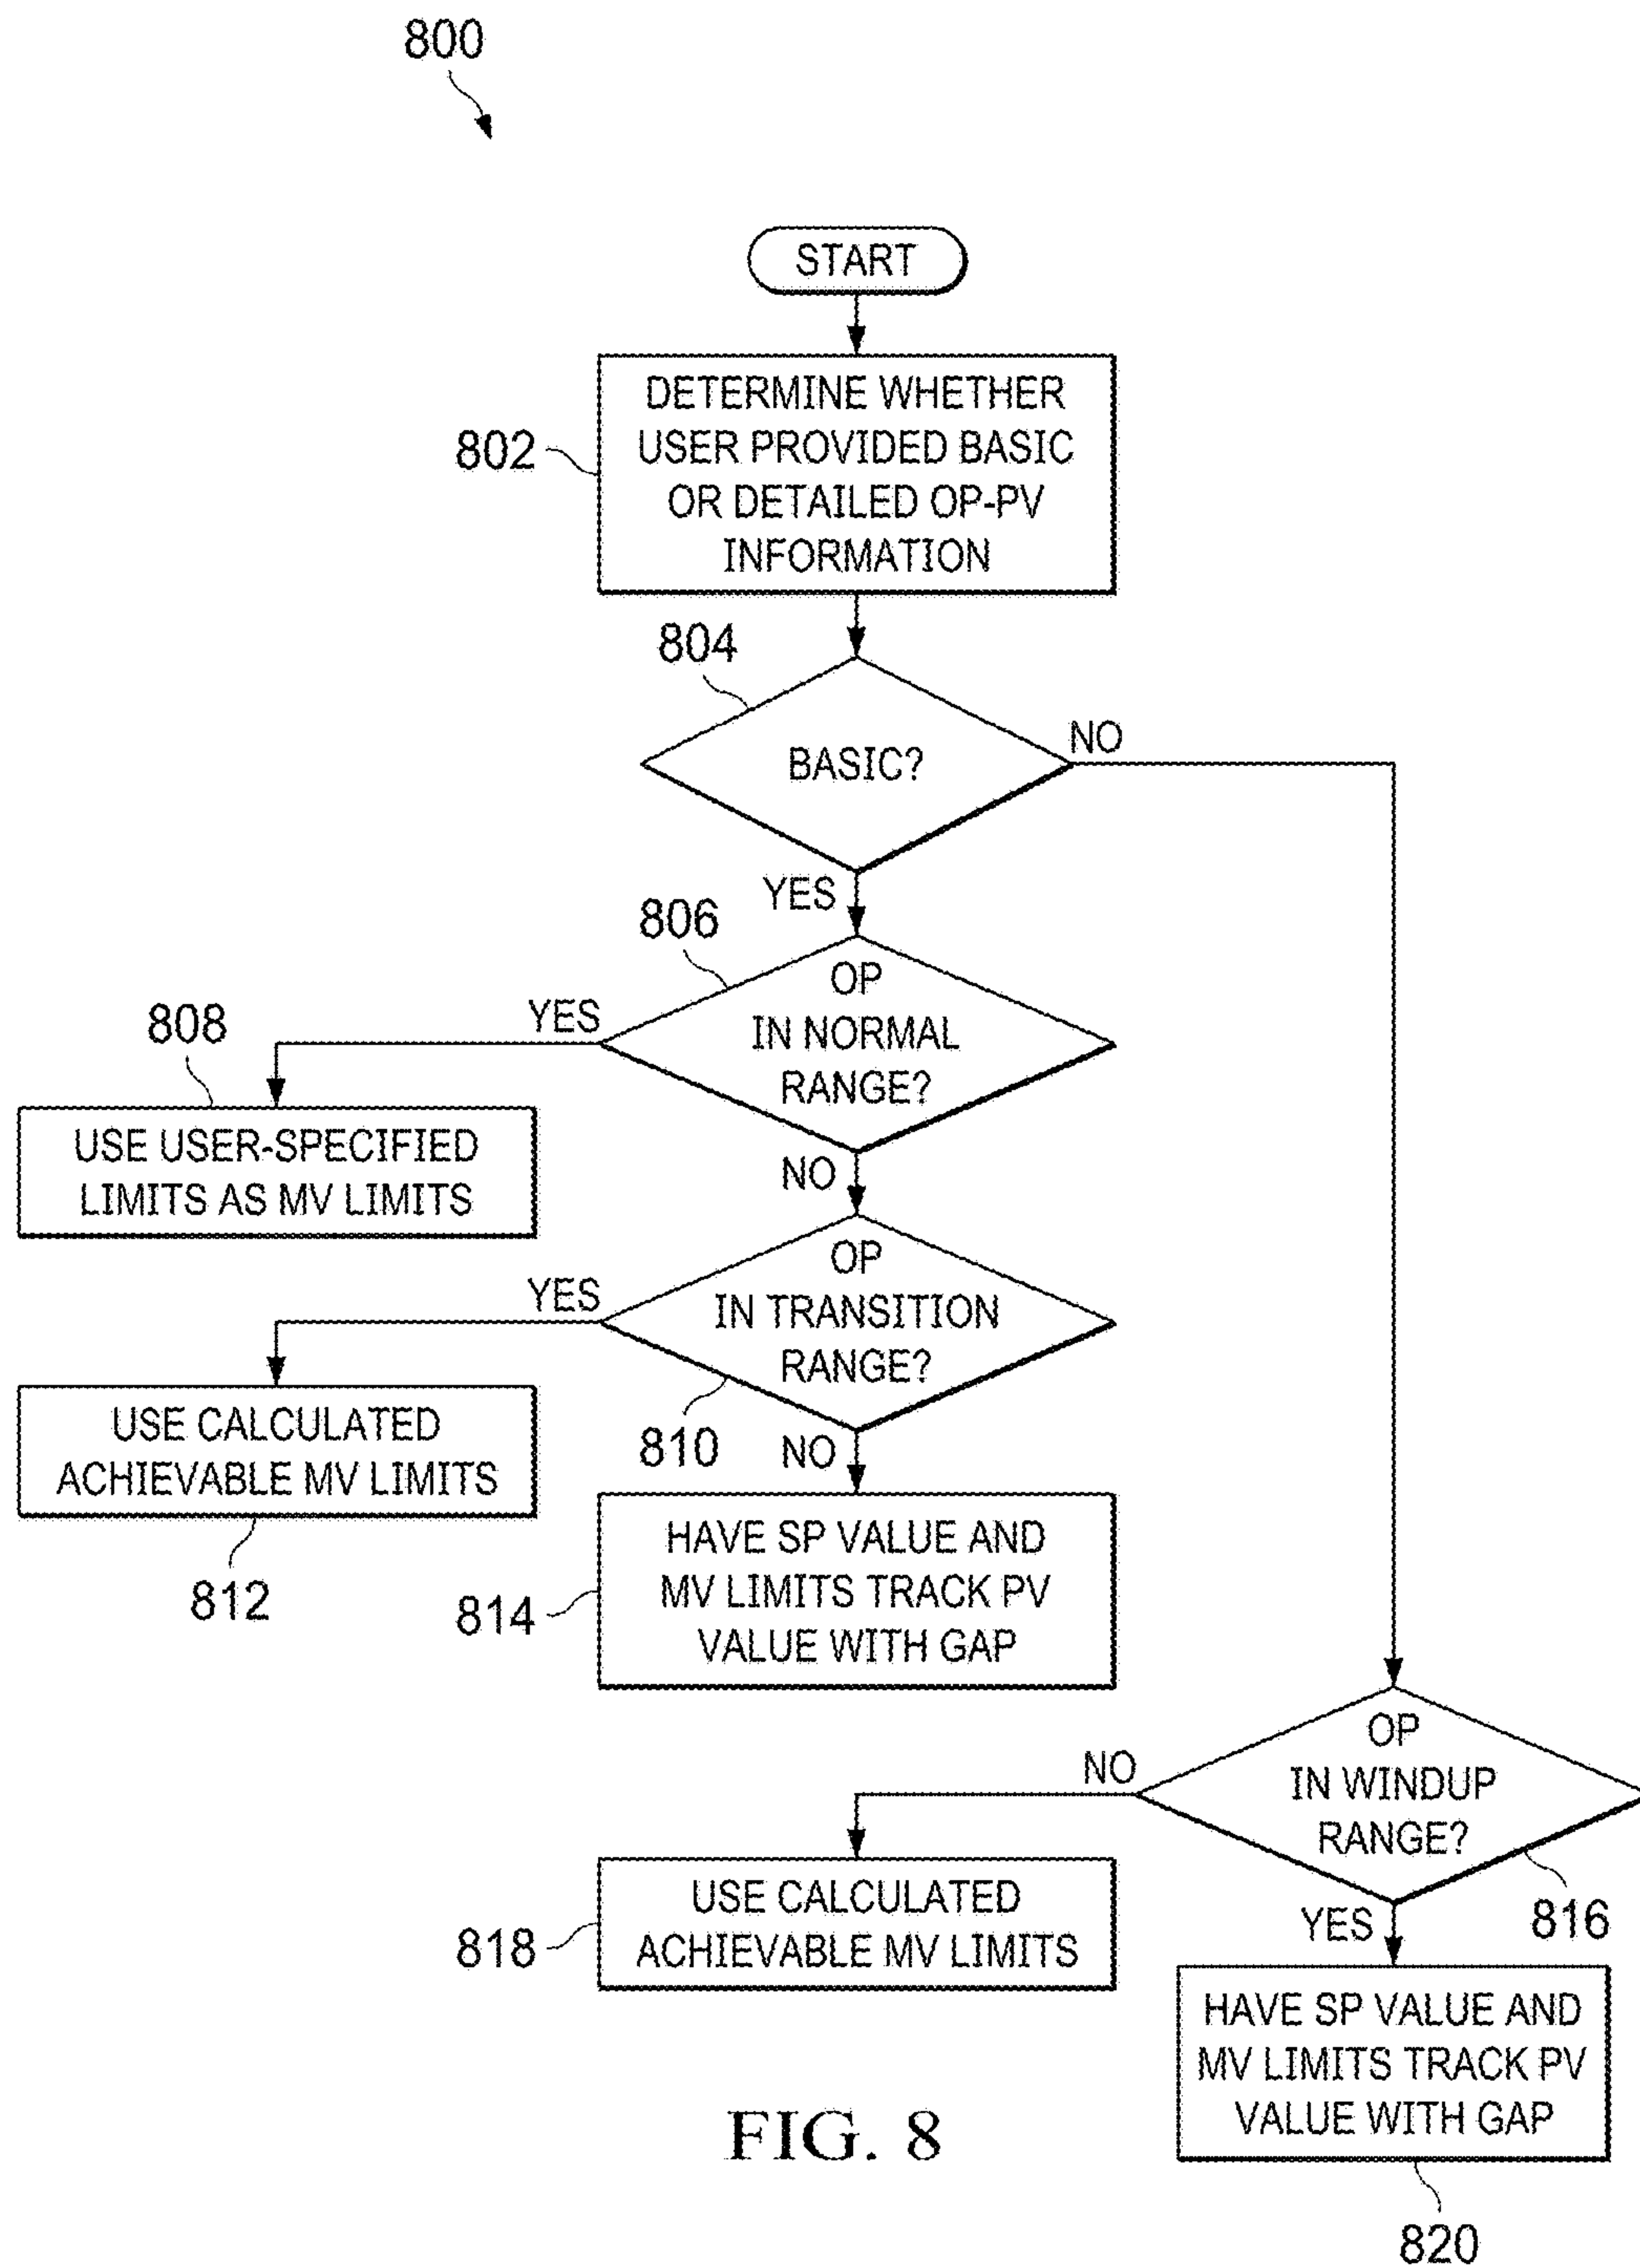 800
START
802
DETERMINE WHETHER
USER PROVIDED BASIC
OR DETAILED OP-PV
INFORMATION
804
BASIC?
NO
YES
806
OP
IN NORMAL
RANGE?
YES
808
USE USER-SPECIFIED
LIMITS AS MV LIMITS
NO
OP
IN TRANSITION
RANGE?
YES
810
USE CALCULATED
ACHIEVABLE MV LIMITS
812
NO
HAVE SP VALUE AND
MV LIMITS TRACK PV
VALUE WITH GAP
814
OP
IN WINDUP
RANGE?
816
NO
USE CALCULATED
ACHIEVABLE MV LIMITS
818
YES
HAVE SP VALUE AND
MV LIMITS TRACK PV
VALUE WITH GAP
820
FIG. 8